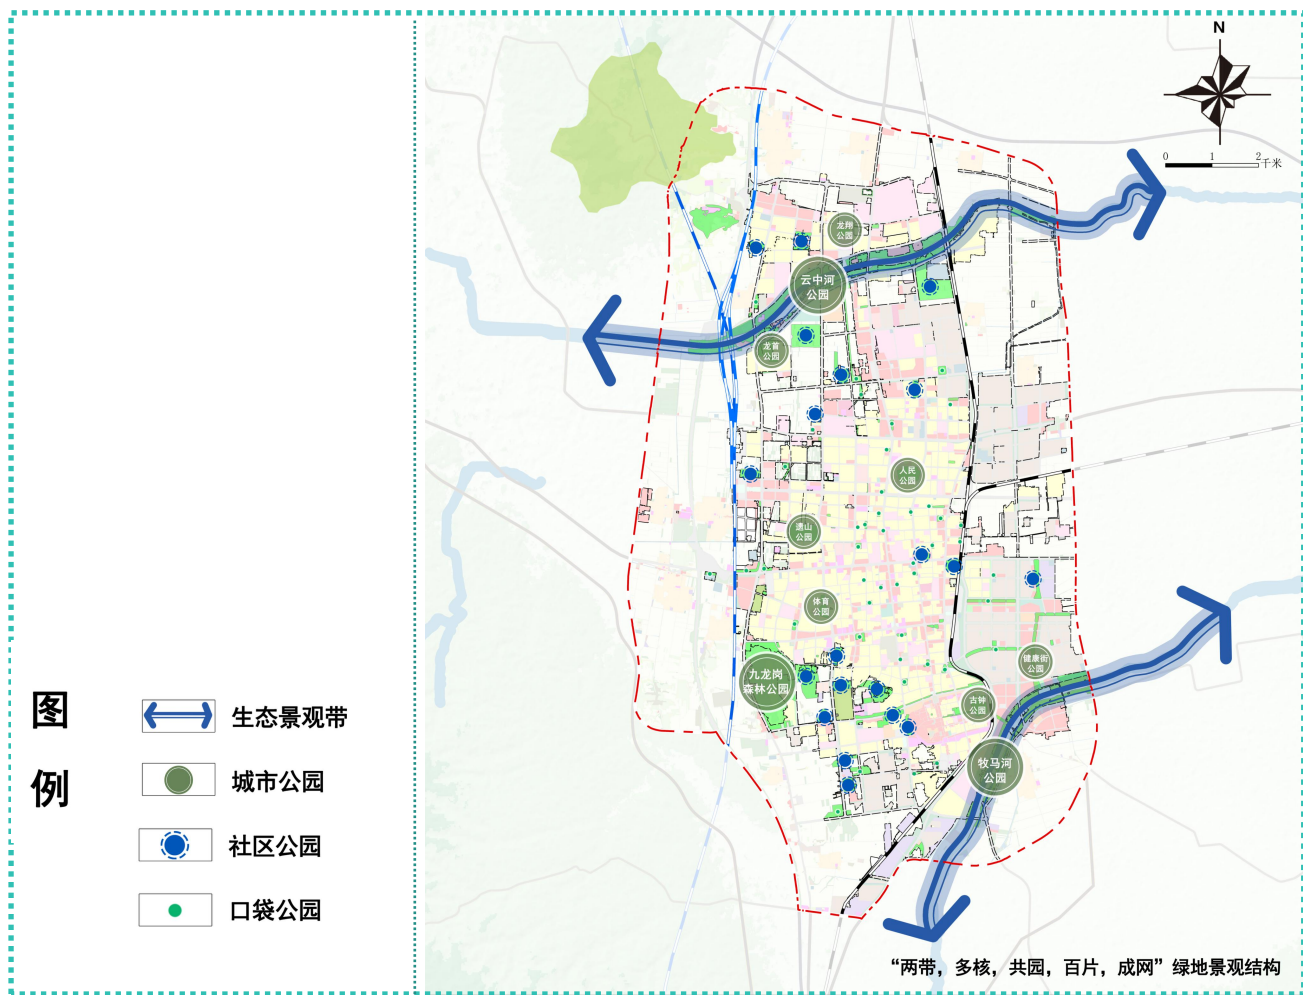 N
0 1 2千米
龙翔
公园
云中河
公园
龙首
公园
人民
公园
遗山
公园
体育
公园
九龙岗
森林公园
健康街
公园
古钟
公园
牧马河
公园
图
例
生态景观带
城市公园
社区公园
口袋公园
“两带，多核，共园，百片，成网”绿地景观结构